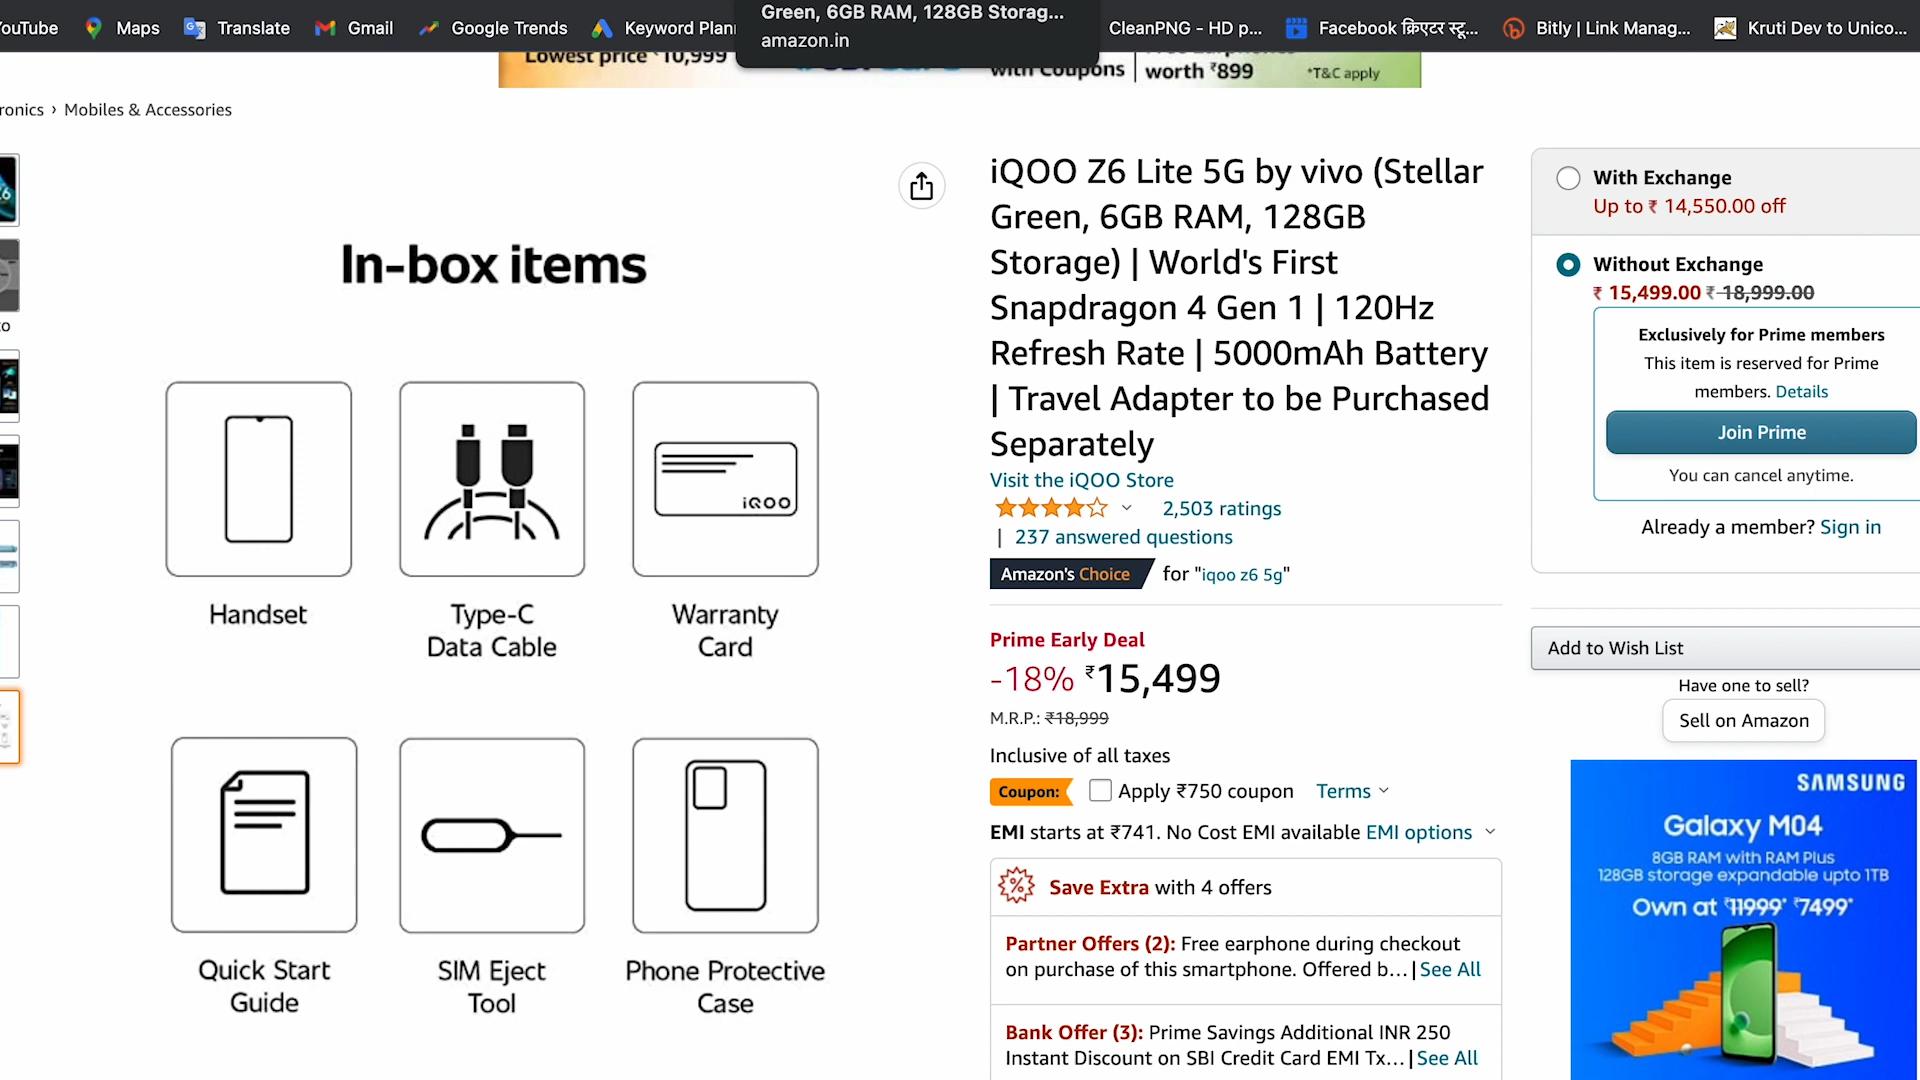 Maps
Translate
Gmail
Google Trends
Green, 6GB RAM, 128GB Storag...
amazon.in
CleanPNG - HD p...
Facebook क्रिएटर स्टू...
Bitly | Link Manag...
Kruti Dev to Unico...
Lowest price ₹10,999
with Coupons
worth ₹899
*T&C apply
› Mobiles & Accessories
In-box items
iQOO
Handset
Type-C
Data Cable
Warranty
Card
Quick Start
Guide
SIM Eject
Tool
Phone Protective
Case
iQOO Z6 Lite 5G by vivo (Stellar
Green, 6GB RAM, 128GB
Storage) | World's First
Snapdragon 4 Gen 1 | 120Hz
Refresh Rate | 5000mAh Battery
| Travel Adapter to be Purchased
Separately
Visit the iQOO Store
2,503 ratings
| 237 answered questions
Amazon's Choice for "iqoo z6 5g"
Prime Early Deal
-18% ₹15,499
M.R.P.: ₹18,999
Inclusive of all taxes
Coupon: Apply ₹750 coupon Terms
EMI starts at ₹741. No Cost EMI available EMI options
Save Extra with 4 offers
Partner Offers (2): Free earphone during checkout
on purchase of this smartphone. Offered b... | See All
Bank Offer (3): Prime Savings Additional INR 250
Instant Discount on SBI Credit Card EMI Tx... | See All
With Exchange
Up to ₹ 14,550.00 off
Without Exchange
₹ 15,499.00 ₹ 18,999.00
Exclusively for Prime members
This item is reserved for Prime
members. Details
Join Prime
You can cancel anytime.
Already a member? Sign in
Add to Wish List
Have one to sell?
Sell on Amazon
SAMSUNG
Galaxy M04
8GB RAM with RAM Plus
128GB storage expandable upto 1TB
Own at ₹11999* ₹7499*